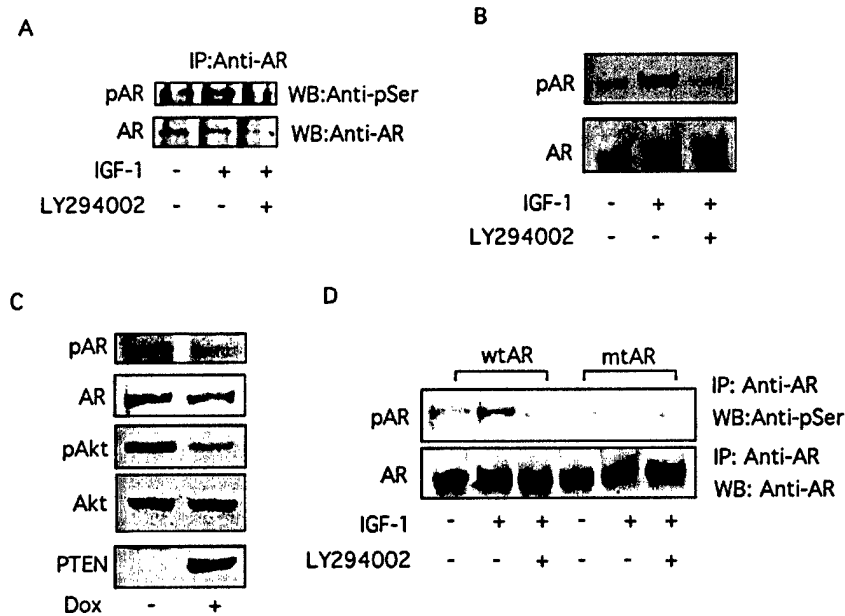 A
IP:Anti-AR
pAR WB:Anti-pSer
AR WB:Anti-AR
IGF-1 - + +
LY294002 - - +
B
pAR
AR
IGF-1 - + +
LY294002 - - +
C
pAR
AR
pAkt
Akt
PTEN
Dox - +
D
wtAR mtAR
pAR IP: Anti-AR
WB:Anti-pSer
AR IP: Anti-AR
WB: Anti-AR
IGF-1 - + + - + +
LY294002 - - + - - +